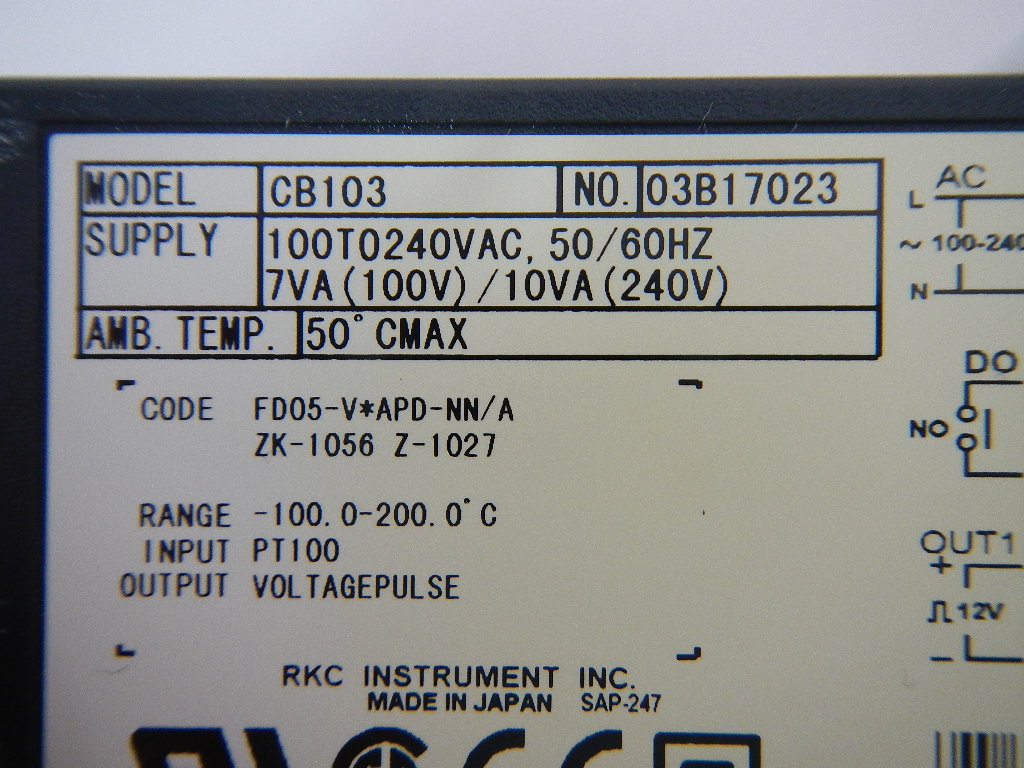 MODEL CB103 NO. 03B17023
SUPPLY 100TO240VAC, 50/60HZ
7VA(100V)/10VA(240V)
AMB. TEMP. 50°CMAX
CODE FD05-V*APD-NN/A
ZK-1056 Z-1027
RANGE -100.0-200.0°C
INPUT PT100
OUTPUT VOLTAGEPULSE
RKC INSTRUMENT INC.
MADE IN JAPAN SAP-247
AC
L
~ 100-240
N
DO
NO
OUT1
+
12V
-